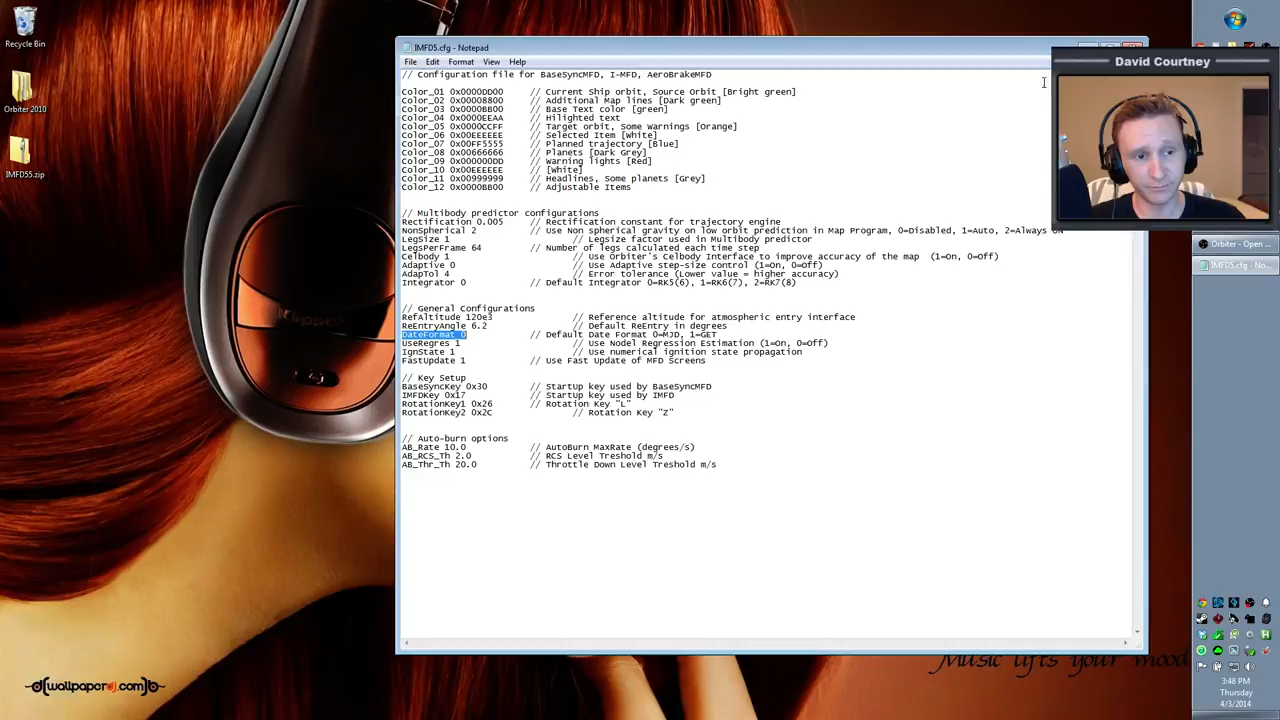 Recycle Bin
Orbiter 2010
IMFD55.zip
IMFD5.cfg - Notepad
File Edit Format View Help
// Configuration file for BaseSyncMFD, I-MFD, AeroBrakeMFD
Color_01 0x0000DD00 // Current Ship orbit, Source Orbit [Bright green]
Color_02 0x00008800 // Additional Map lines [Dark green]
Color_03 0x0000BB00 // Base Text color [green]
Color_04 0x0000EEAA // Hilighted text
Color_05 0x0000CCFF // Target orbit, Some Warnings [Orange]
Color_06 0x00EEEEEE // Selected Item [White]
Color_07 0x00FF5555 // Planned trajectory [Blue]
Color_08 0x00666666 // Planets [Dark Grey]
Color_09 0x000000DD // Warning lights [Red]
Color_10 0x00EEEEEE // [White]
Color_11 0x00999999 // Headlines, Some planets [Grey]
Color_12 0x0000BB00 // Adjustable Items
// Multibody predictor configurations
Rectification 0.005 // Rectification constant for trajectory engine
NonSpherical 2 // Use Non spherical gravity on low orbit prediction in Map Program, 0=Disabled, 1=Auto, 2=Always ON
LegSize 1 // Legsize factor used in Multibody predictor
LegsPerFrame 64 // Number of legs calculated each time step
Celbody 1 // Use Orbiter's Celbody Interface to improve accuracy of the map (1=On, 0=Off)
Adaptive 0 // Use Adaptive step-size control (1=On, 0=Off)
AdapTol 4 // Error tolerance (Lower value = higher accuracy)
Integrator 0 // Default Integrator 0=RK5(6), 1=RK6(7), 2=RK7(8)
// General Configurations
RefAltitude 120e3 // Reference altitude for atmospheric entry interface
ReEntryAngle 6.2 // Default ReEntry in degrees
DateFormat 0 // Default Date Format 0=MJD, 1=GET
UseRegres 1 // Use Nodel Regression Estimation (1=On, 0=Off)
IgnState 1 // Use numerical ignition state propagation
FastUpdate 1 // Use Fast Update of MFD Screens
// Key Setup
BaseSyncKey 0x30 // StartUp key used by BaseSyncMFD
IMFDKey 0x17 // StartUp key used by IMFD
RotationKey1 0x26 // Rotation Key "L"
RotationKey2 0x2C // Rotation Key "Z"
// Auto-burn options
AB_Rate 10.0 // AutoBurn MaxRate (degrees/s)
AB_RCS_Th 2.0 // RCS Level Treshold m/s
AB_Thr_Th 20.0 // Throttle Down Level Treshold m/s
David Courtney
Orbiter - Open ...
IMFD5.cfg - No...
Klipsch
Music lifts your mood
wallpaperdj.com
3:48 PM
Thursday
4/3/2014